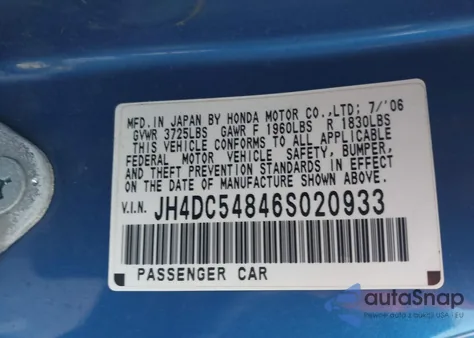 MFD.IN JAPAN BY HONDA MOTOR CO.,LTD; 7/'06
GVWR 3725LBS GAWR F 1960LBS R 1830LBS
THIS VEHICLE CONFORMS TO ALL APPLICABLE
FEDERAL MOTOR VEHICLE SAFETY, BUMPER,
AND THEFT PREVENTION STANDARDS IN EFFECT
ON THE DATE OF MANUFACTURE SHOWN ABOVE.
V.I.N. JH4DC54846S020933
PASSENGER CAR
autoSnap